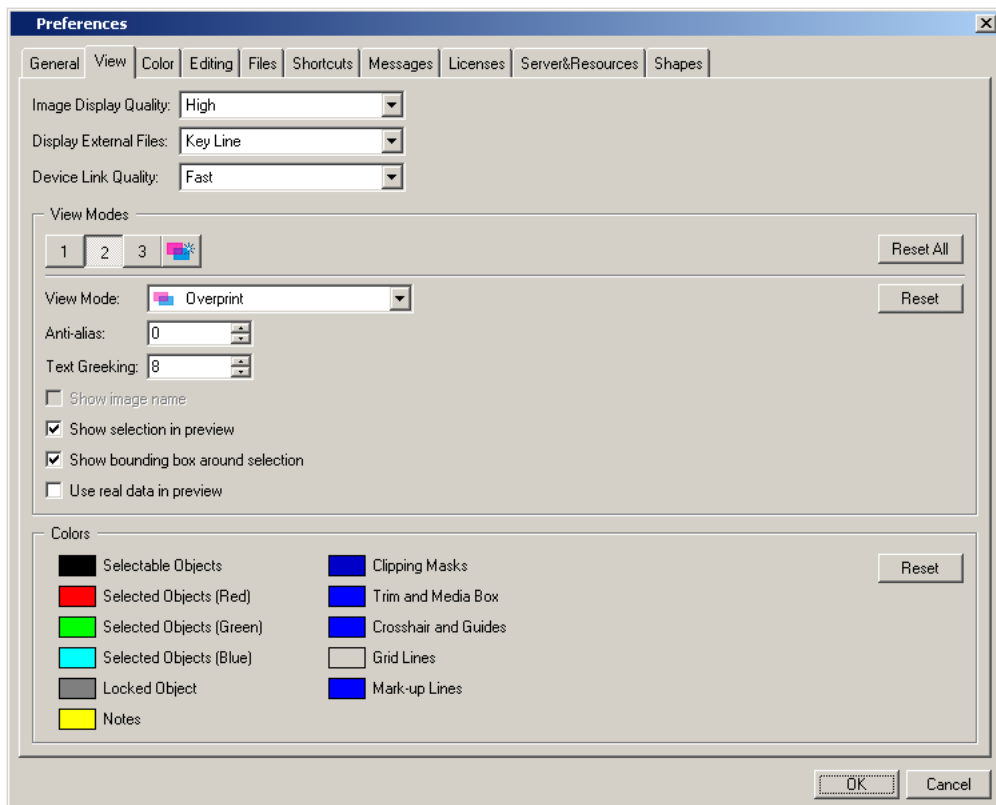 Preferences
General View Color Editing Files Shortcuts Messages Licenses Server&Resources Shapes
Image Display Quality: High
Display External Files: Key Line
Device Link Quality: Fast
View Modes
1 2 3 Reset All
View Mode: Overprint Reset
Anti-alias: 0
Text Greeking: 8
Show image name
Show selection in preview
Show bounding box around selection
Use real data in preview
Colors
Selectable Objects Clipping Masks Reset
Selected Objects (Red) Trim and Media Box
Selected Objects (Green) Crosshair and Guides
Selected Objects (Blue) Grid Lines
Locked Object Mark-up Lines
Notes
OK Cancel